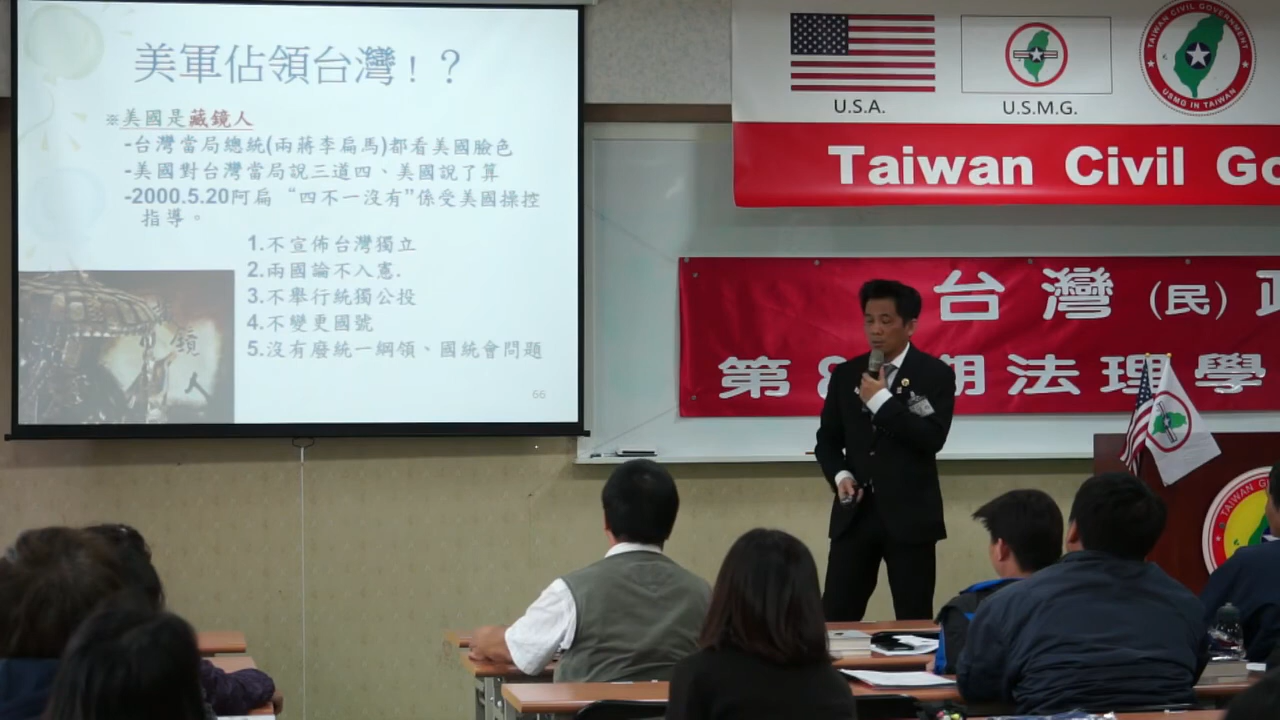 美軍佔領台灣！？
※美國是藏鏡人
-台灣當局總統(兩蔣李扁馬)都看美國臉色
-美國對台灣當局說三道四、美國說了算
-2000.5.20阿扁“四不一沒有”係受美國操控
指導。
1.不宣佈台灣獨立
2.兩國論不入憲.
3.不舉行統獨公投
4.不變更國號
5.沒有廢統一綱領、國統會問題
鏡
人
66
U.S.A.
U.S.M.G.
TAIWAN CIVIL GOVERNMENT
USMG IN TAIWAN
Taiwan Civil Go
台灣(民)政
第8 期法理學
TAIWAN